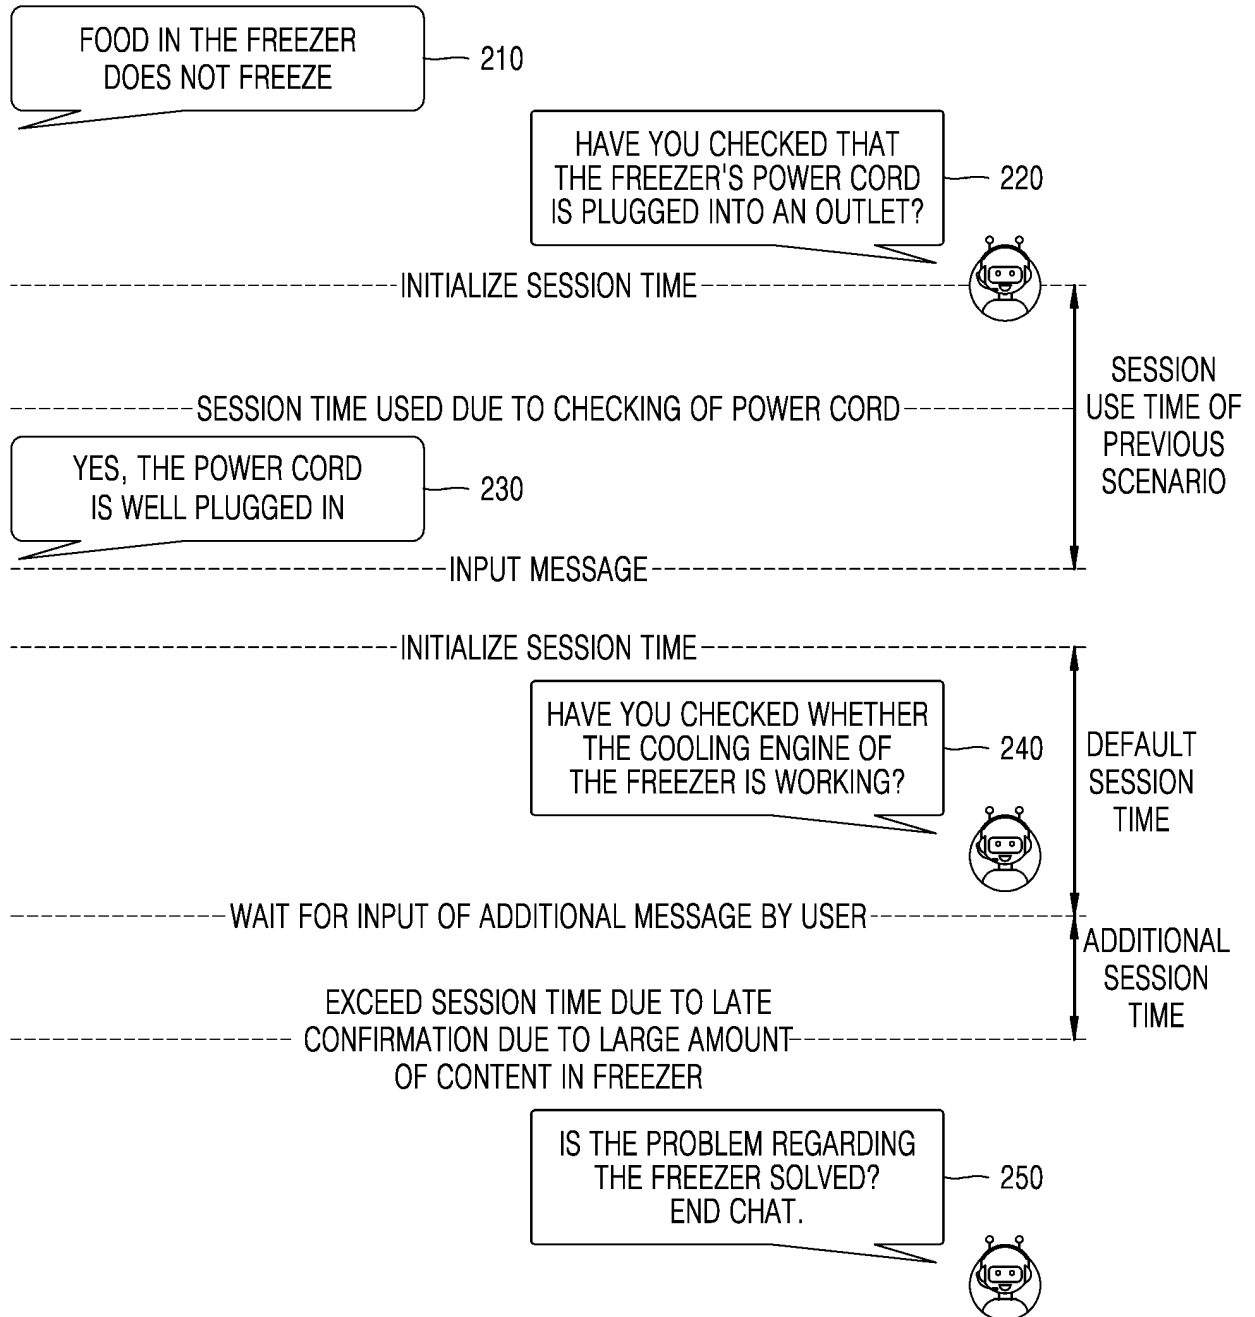 FOOD IN THE FREEZER
DOES NOT FREEZE
210
HAVE YOU CHECKED THAT
THE FREEZER'S POWER CORD
IS PLUGGED INTO AN OUTLET?
220
INITIALIZE SESSION TIME
SESSION
USE TIME OF
PREVIOUS
SCENARIO
SESSION TIME USED DUE TO CHECKING OF POWER CORD
YES, THE POWER CORD
IS WELL PLUGGED IN
230
INPUT MESSAGE
INITIALIZE SESSION TIME
HAVE YOU CHECKED WHETHER
THE COOLING ENGINE OF
THE FREEZER IS WORKING?
240
DEFAULT
SESSION
TIME
WAIT FOR INPUT OF ADDITIONAL MESSAGE BY USER
ADDITIONAL
SESSION
TIME
EXCEED SESSION TIME DUE TO LATE
CONFIRMATION DUE TO LARGE AMOUNT
OF CONTENT IN FREEZER
IS THE PROBLEM REGARDING
THE FREEZER SOLVED?
END CHAT.
250